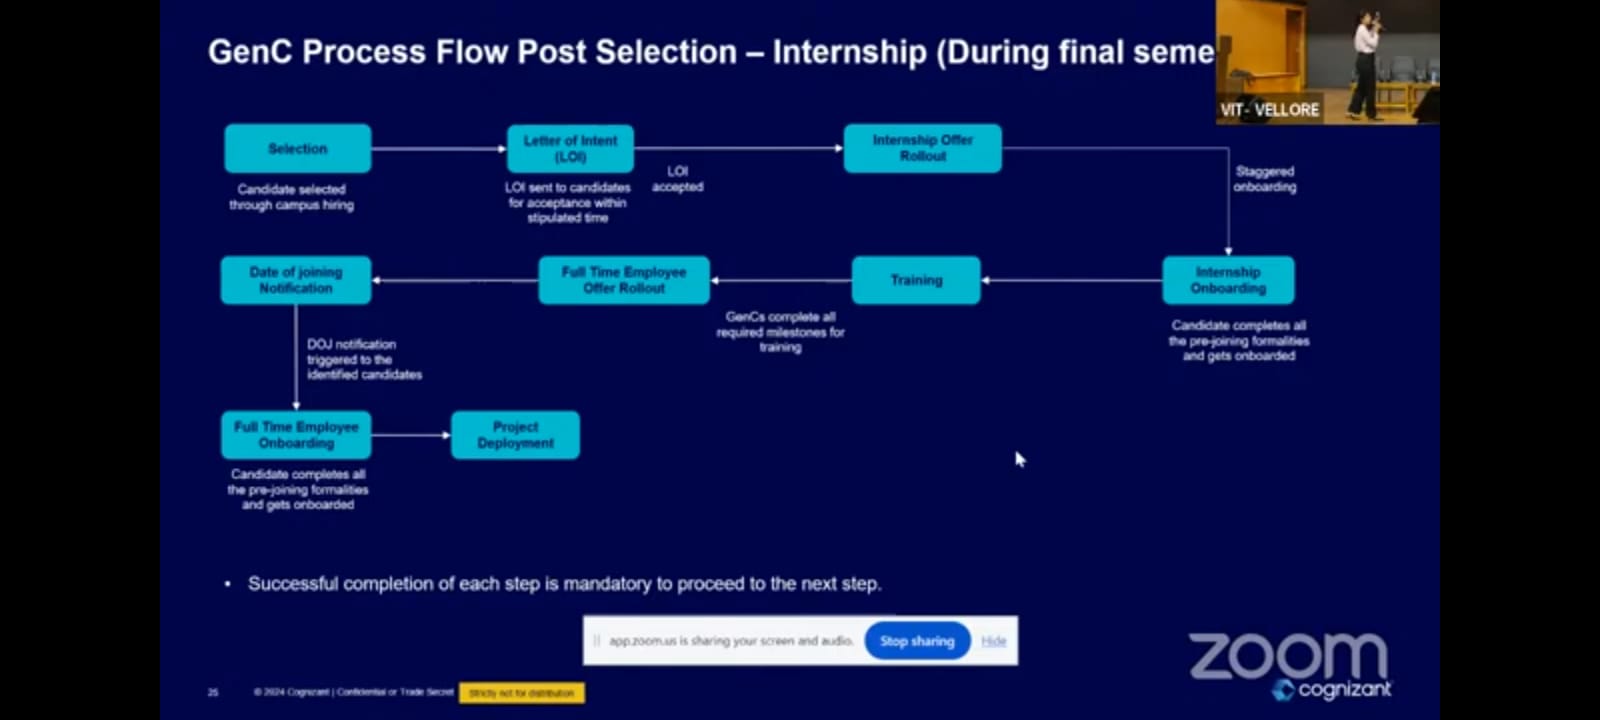 GenC Process Flow Post Selection – Internship (During final seme
VIT- VELLORE
Selection
Candidate selected
through campus hiring
Letter of Intent
(LOI)
LOI sent to candidates
for acceptance within
stipulated time
LOI
accepted
Internship Offer
Rollout
Staggered
onboarding
Internship
Onboarding
Candidate completes all
the pre-joining formalities
and gets onboarded
Training
GenCs complete all
required milestones for
training
Full Time Employee
Offer Rollout
Date of joining
Notification
DOJ notification
triggered to the
identified candidates
Full Time Employee
Onboarding
Candidate completes all
the pre-joining formalities
and gets onboarded
Project
Deployment
• Successful completion of each step is mandatory to proceed to the next step.
app.zoom.us is sharing your screen and audio. Stop sharing Hide
zoom
cognizant
25 © 2024 Cognizant | Confidential or Trade Secret Strictly not for distribution